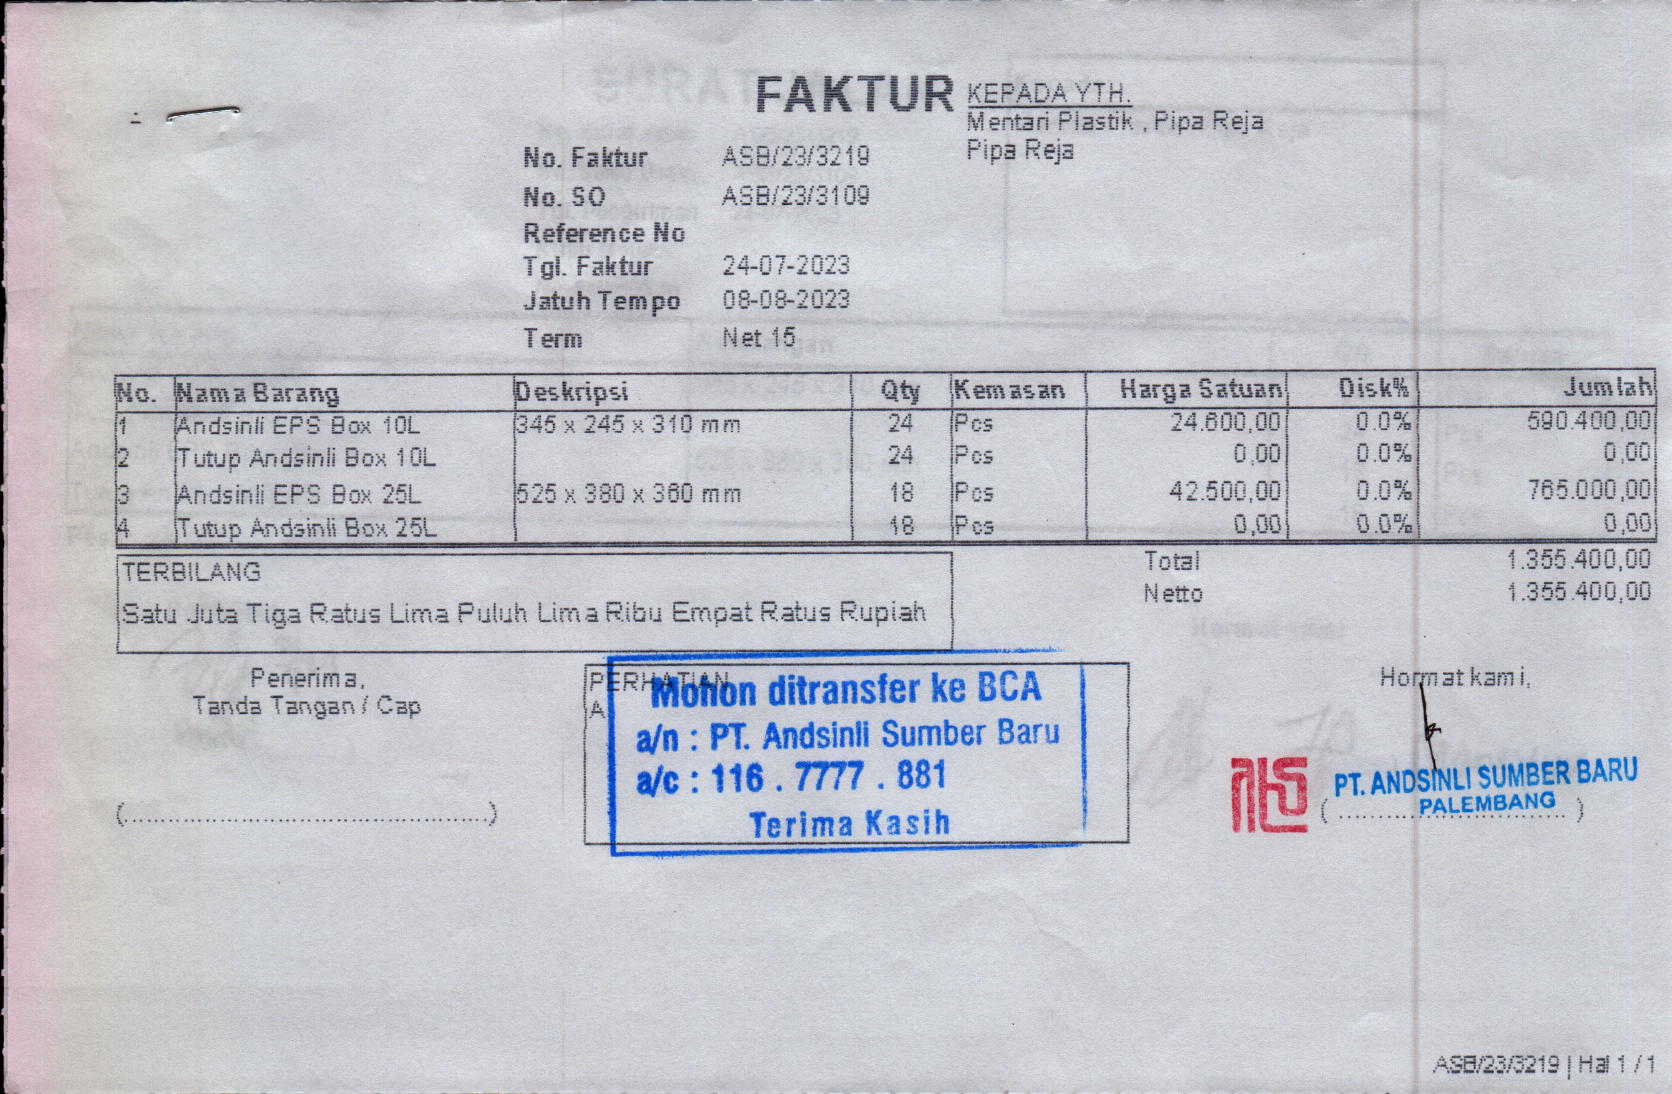 FAKTUR
KEPADA YTH.
Mentari Plastik , Pipa Reja
Pipa Reja
No. Faktur ASB/23/3219
No. SO ASB/23/3109
Reference No
Tgl. Faktur 24-07-2023
Jatuh Tempo 08-08-2023
Term Net 15
No. Nama Barang Deskripsi Qty Kemasan Harga Satuan Disk% Jumlah
1 Andsinli EPS Box 10L 345 x 245 x 310 mm 24 Pcs 24.600,00 0.0% 590.400,00
2 Tutup Andsinli Box 10L 24 Pcs 0,00 0.0% 0,00
3 Andsinli EPS Box 25L 525 x 380 x 360 mm 18 Pcs 42.500,00 0.0% 765.000,00
4 Tutup Andsinli Box 25L 18 Pcs 0,00 0.0% 0,00
Total 1.355.400,00
Netto 1.355.400,00
TERBILANG
Satu Juta Tiga Ratus Lima Puluh Lima Ribu Empat Ratus Rupiah
Penerima,
Tanda Tangan / Cap
(..............................................)
PERHATIAN
A
Mohon ditransfer ke BCA
a/n : PT. Andsinli Sumber Baru
a/c : 116 . 7777 . 881
Terima Kasih
Hormat kami,
PT. ANDSINLI SUMBER BARU
PALEMBANG
(..............................)
ASB/23/3219 | Hal 1 / 1